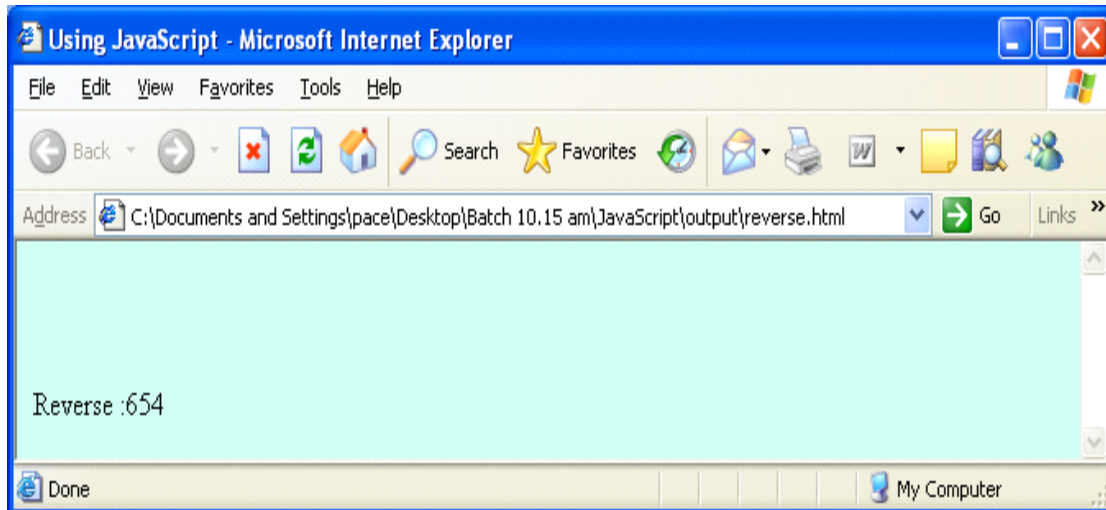 Using JavaScript - Microsoft Internet Explorer
File Edit View Favorites Tools Help
Back Search Favorites
Address C:\Documents and Settings\pace\Desktop\Batch 10.15 am\JavaScript\output\reverse.html Go Links »
Reverse :654
Done My Computer